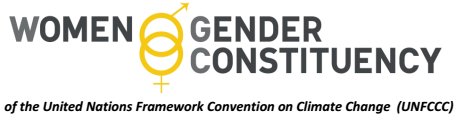 WOMEN GENDER
CONSTITUENCY
of the United Nations Framework Convention on Climate Change (UNFCCC)